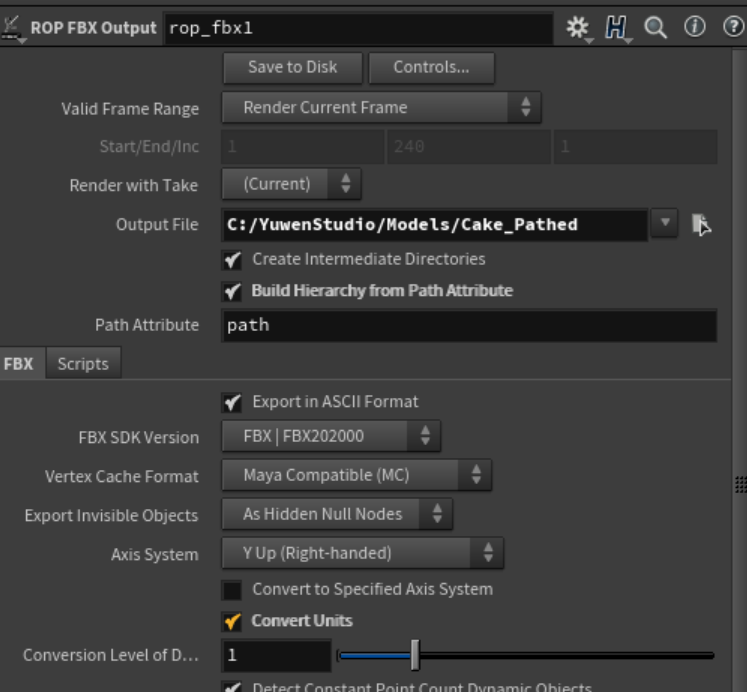 ROP FBX Output rop_fbx1
Save to Disk Controls...
Valid Frame Range Render Current Frame
Start/End/Inc 1 240 1
Render with Take (Current)
Output File C:/YuwenStudio/Models/Cake_Pathed
Create Intermediate Directories
Build Hierarchy from Path Attribute
Path Attribute path
FBX Scripts
Export in ASCII Format
FBX SDK Version FBX | FBX202000
Vertex Cache Format Maya Compatible (MC)
Export Invisible Objects As Hidden Null Nodes
Axis System Y Up (Right-handed)
Convert to Specified Axis System
Convert Units
Conversion Level of D... 1
Detect Constant Point Count Dynamic Objects